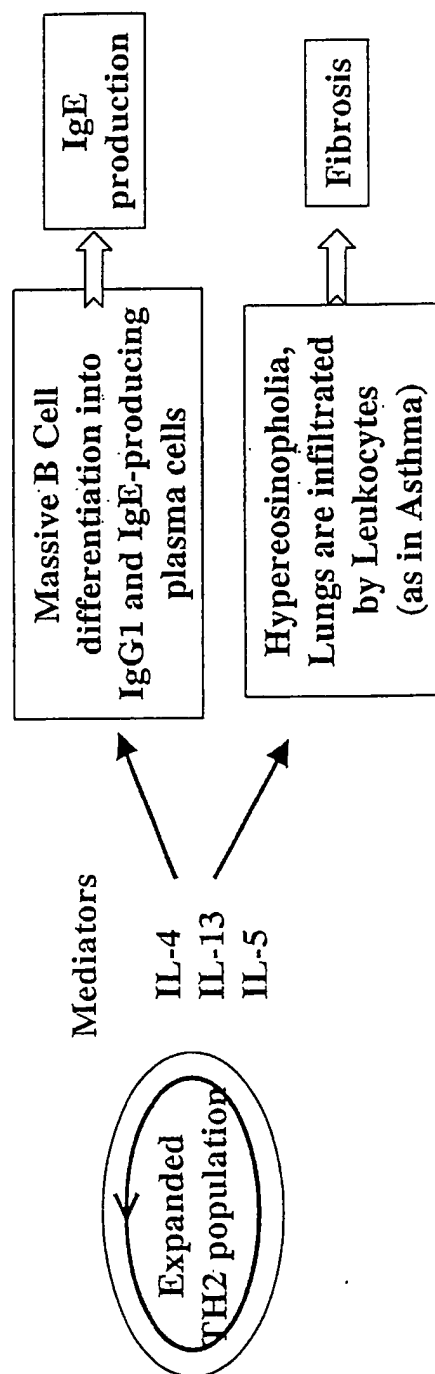 Expanded
TH2 population
Mediators
IL-4
IL-13
IL-5
Massive B Cell
differentiation into
IgG1 and IgE-producing
plasma cells
IgE
production
Hypereosinopholia,
Lungs are infiltrated
by Leukocytes
(as in Asthma)
Fibrosis